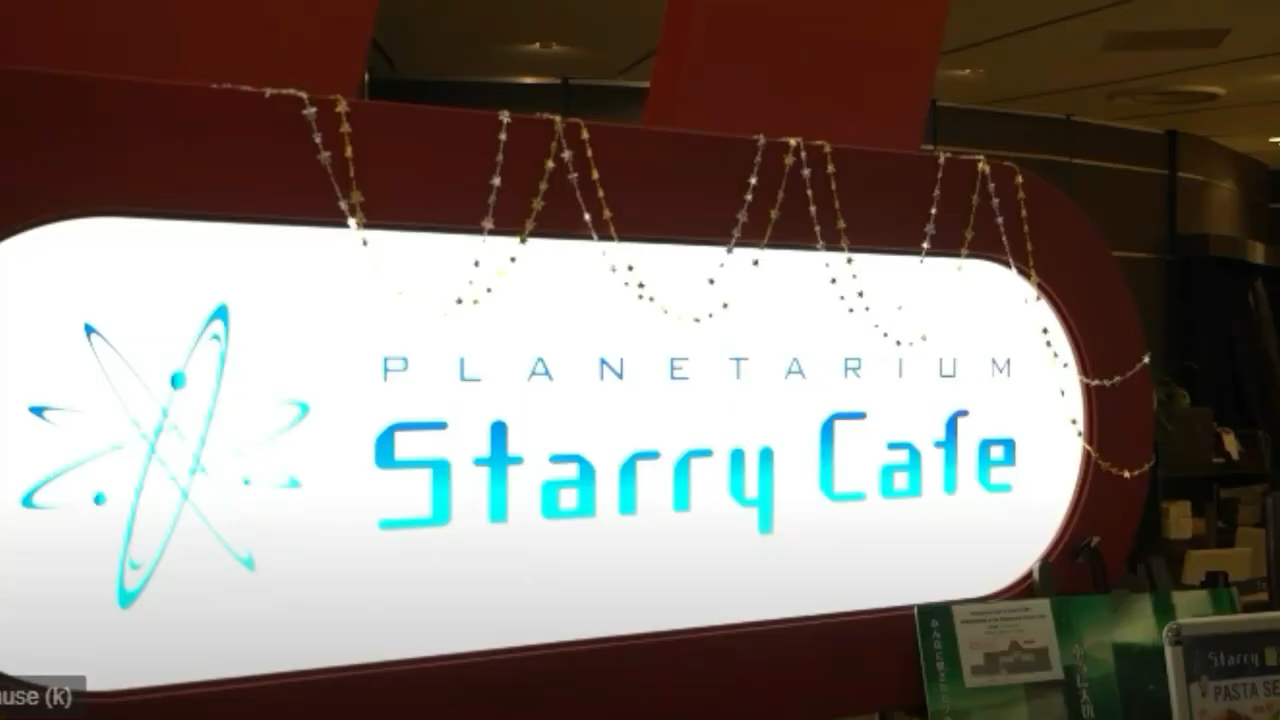 PLANETARIUM
Starry Cafe
Starry
PASTA SE
use (k)